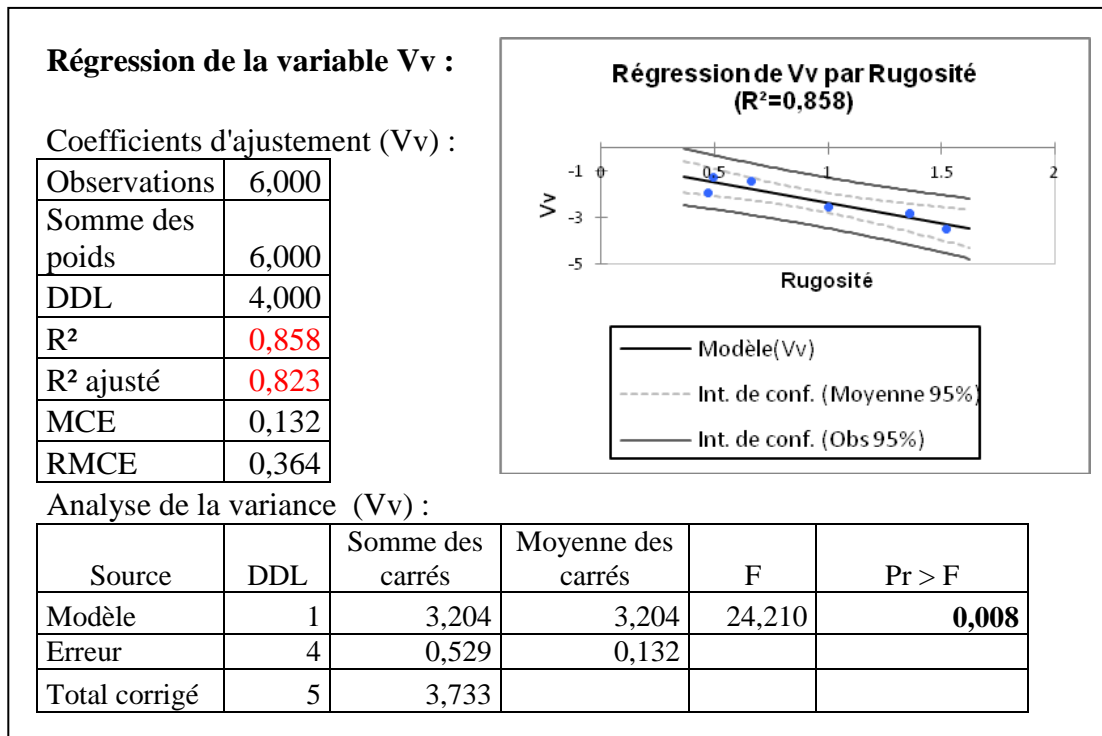 Régression de la variable Vv :
Coefficients d'ajustement (Vv) :
Observations 6,000
Somme des
poids 6,000
DDL 4,000
R² 0,858
R² ajusté 0,823
MCE 0,132
RMCE 0,364
Régression de Vv par Rugosité
(R²=0,858)
-1 0 0.5 1 1.5 2
-3
-5
Vv
Rugosité
Modèle(Vv)
Int. de conf. (Moyenne 95%)
Int. de conf. (Obs 95%)
Analyse de la variance (Vv) :
Source DDL Somme des carrés Moyenne des carrés F Pr > F
Modèle 1 3,204 3,204 24,210 0,008
Erreur 4 0,529 0,132
Total corrigé 5 3,733